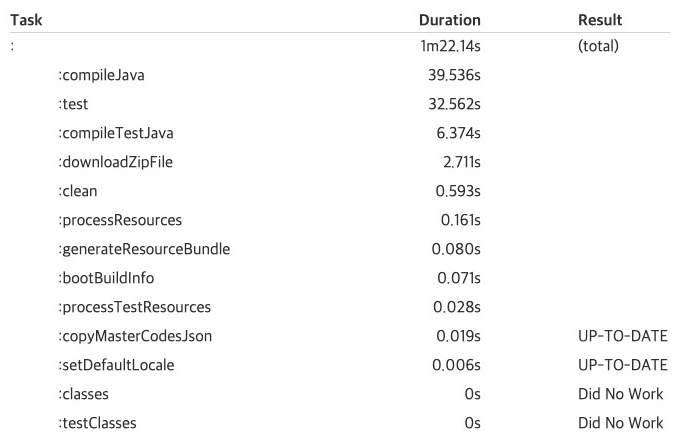 Task Duration Result
: 1m22.14s (total)
:compileJava 39.536s
:test 32.562s
:compileTestJava 6.374s
:downloadZipFile 2.711s
:clean 0.593s
:processResources 0.161s
:generateResourceBundle 0.080s
:bootBuildInfo 0.071s
:processTestResources 0.028s
:copyMasterCodesJson 0.019s UP-TO-DATE
:setDefaultLocale 0.006s UP-TO-DATE
:classes 0s Did No Work
:testClasses 0s Did No Work